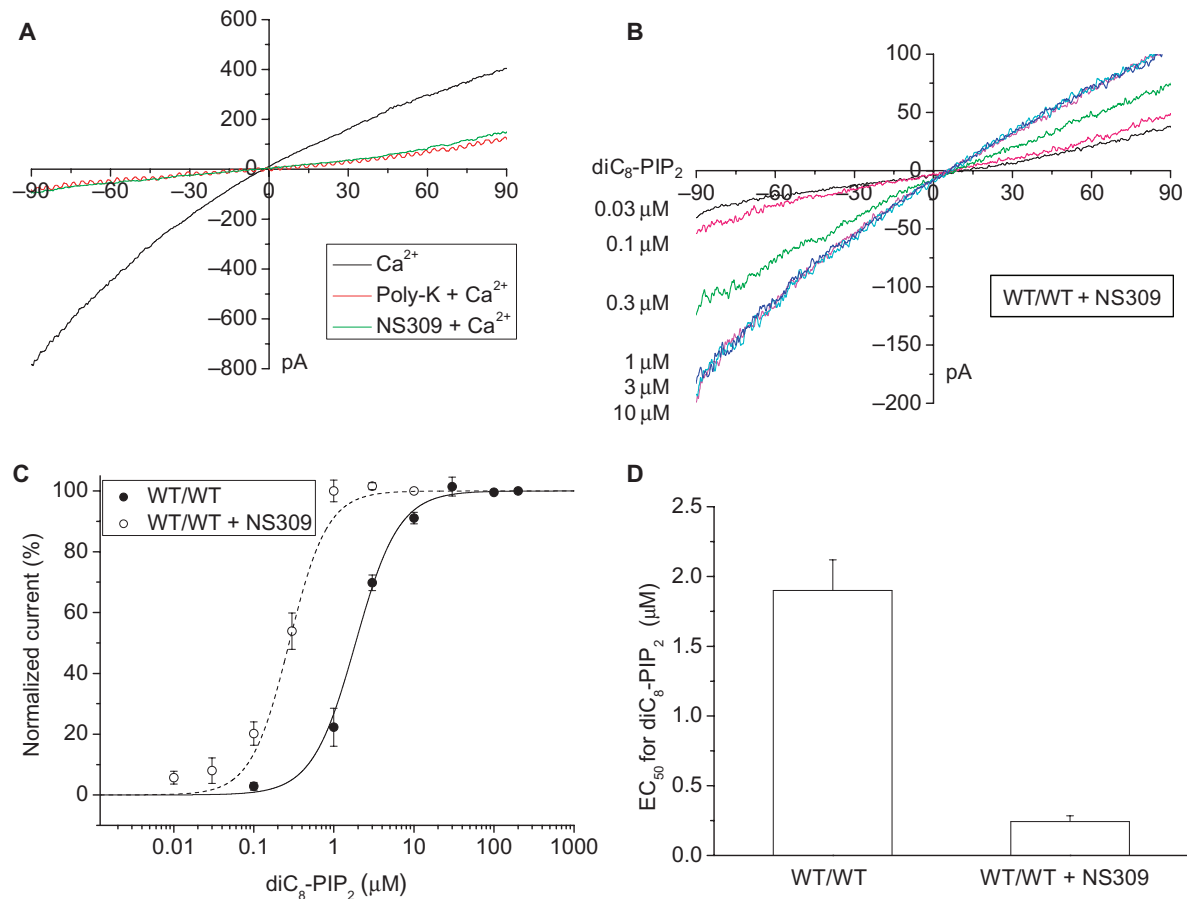 A
600
400
200
0
–200
–400
–600
–800
–90
–60
–30
0
30
60
90
pA
Ca²⁺
Poly-K + Ca²⁺
NS309 + Ca²⁺
B
100
50
0
–50
–100
–150
–200
–90
–60
–30
0
30
60
90
pA
diC₈-PIP₂
0.03 µM
0.1 µM
0.3 µM
1 µM
3 µM
10 µM
WT/WT + NS309
C
WT/WT
WT/WT + NS309
Normalized current (%)
100
80
60
40
20
0
0.01
0.1
1
10
100
1000
diC₈-PIP₂ (µM)
D
EC₅₀ for diC₈-PIP₂ (µM)
2.5
2.0
1.5
1.0
0.5
0.0
WT/WT
WT/WT + NS309